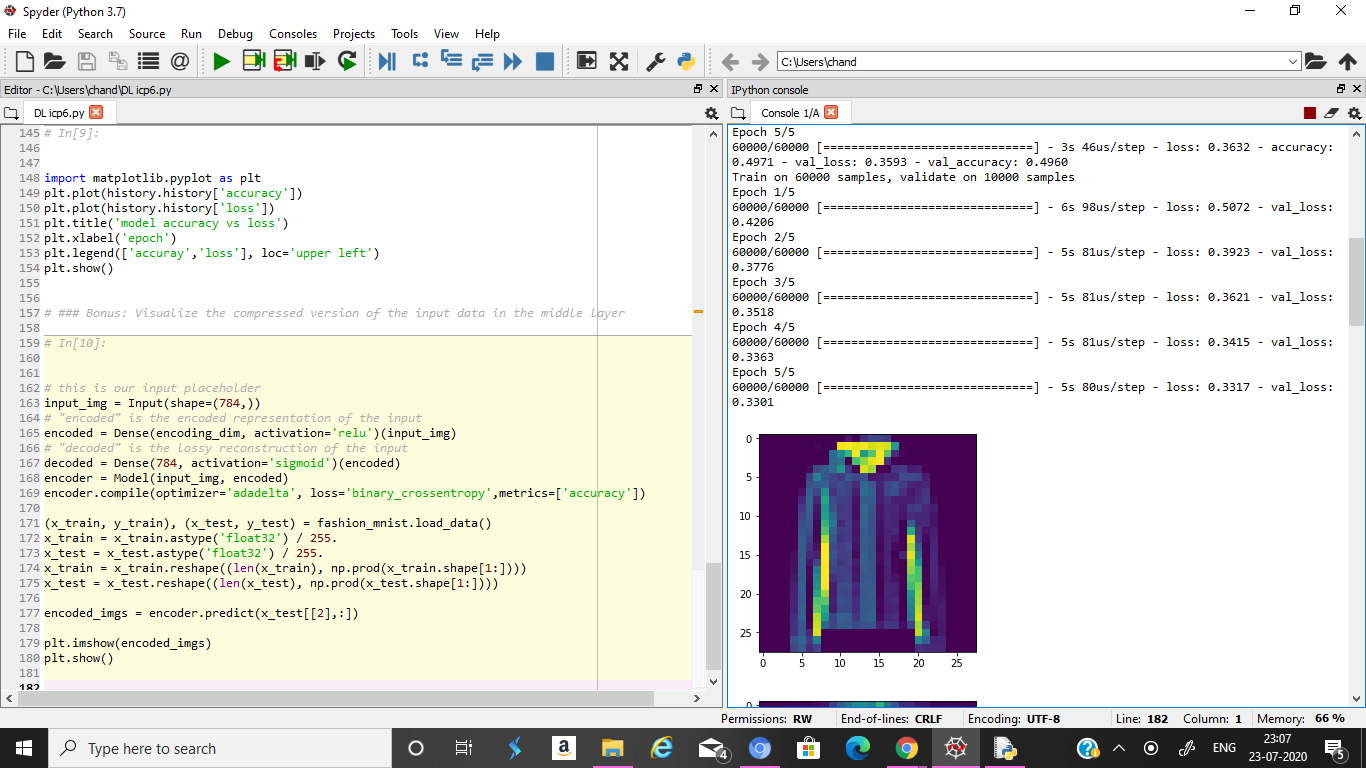 Spyder (Python 3.7)
File Edit Search Source Run Debug Consoles Projects Tools View Help
C:\Users\chand
Editor - C:\Users\chand\DL icp6.py
DL icp6.py
145 # In[9]:
146
147
148 import matplotlib.pyplot as plt
149 plt.plot(history.history['accuracy'])
150 plt.plot(history.history['loss'])
151 plt.title('model accuracy vs loss')
152 plt.xlabel('epoch')
153 plt.legend(['accuray','loss'], loc='upper left')
154 plt.show()
155
156
157 # ### Bonus: Visualize the compressed version of the input data in the middle layer
158
159 # In[10]:
160
161
162 # this is our input placeholder
163 input_img = Input(shape=(784,))
164 # "encoded" is the encoded representation of the input
165 encoded = Dense(encoding_dim, activation='relu')(input_img)
166 # "decoded" is the lossy reconstruction of the input
167 decoded = Dense(784, activation='sigmoid')(encoded)
168 encoder = Model(input_img, encoded)
169 encoder.compile(optimizer='adadelta', loss='binary_crossentropy',metrics=['accuracy'])
170
171 (x_train, y_train), (x_test, y_test) = fashion_mnist.load_data()
172 x_train = x_train.astype('float32') / 255.
173 x_test = x_test.astype('float32') / 255.
174 x_train = x_train.reshape((len(x_train), np.prod(x_train.shape[1:])))
175 x_test = x_test.reshape((len(x_test), np.prod(x_test.shape[1:])))
176
177 encoded_imgs = encoder.predict(x_test[[2],:])
178
179 plt.imshow(encoded_imgs)
180 plt.show()
181
182
IPython console
Console 1/A
Epoch 5/5
60000/60000 [==============================] - 3s 46us/step - loss: 0.3632 - accuracy:
0.4971 - val_loss: 0.3593 - val_accuracy: 0.4960
Train on 60000 samples, validate on 10000 samples
Epoch 1/5
60000/60000 [==============================] - 6s 98us/step - loss: 0.5072 - val_loss:
0.4206
Epoch 2/5
60000/60000 [==============================] - 5s 81us/step - loss: 0.3923 - val_loss:
0.3776
Epoch 3/5
60000/60000 [==============================] - 5s 81us/step - loss: 0.3621 - val_loss:
0.3518
Epoch 4/5
60000/60000 [==============================] - 5s 81us/step - loss: 0.3415 - val_loss:
0.3363
Epoch 5/5
60000/60000 [==============================] - 5s 80us/step - loss: 0.3317 - val_loss:
0.3301
0
5
10
15
20
25
0 5 10 15 20 25
0
Permissions: RW End-of-lines: CRLF Encoding: UTF-8 Line: 182 Column: 1 Memory: 66 %
Type here to search
a
4
ENG
23:07
23-07-2020
5